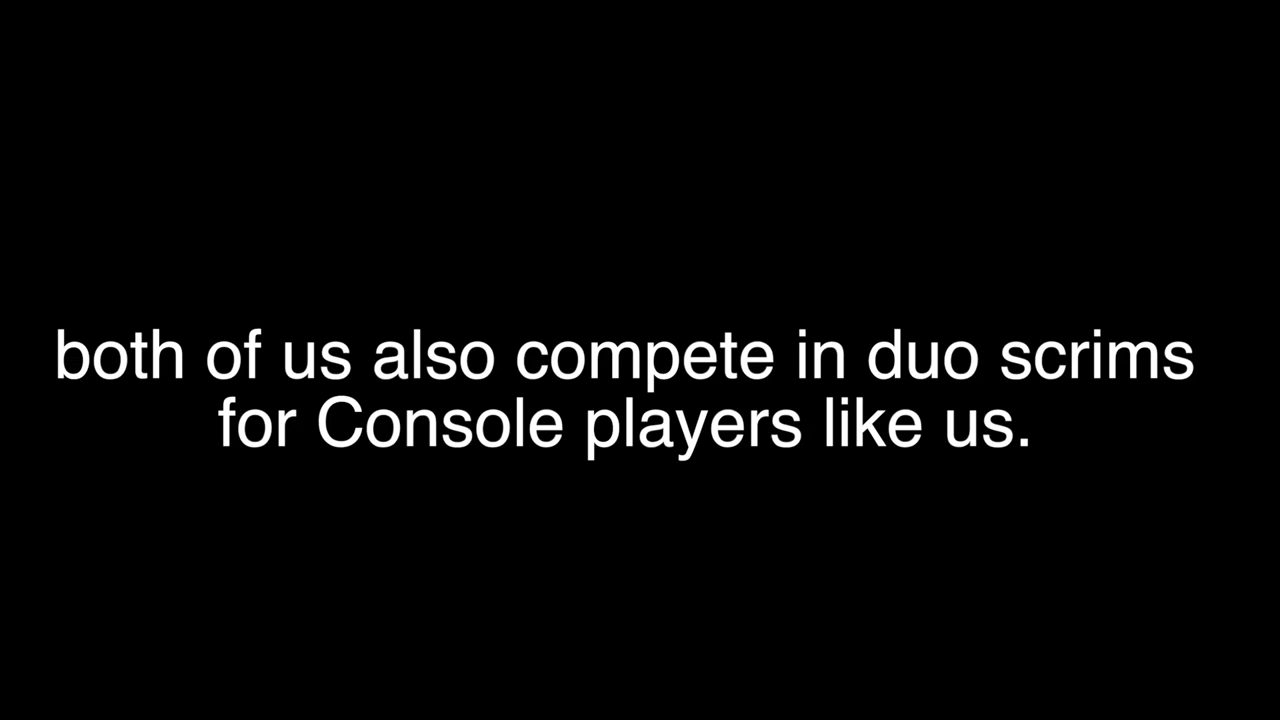 both of us also compete in duo scrims
for Console players like us.